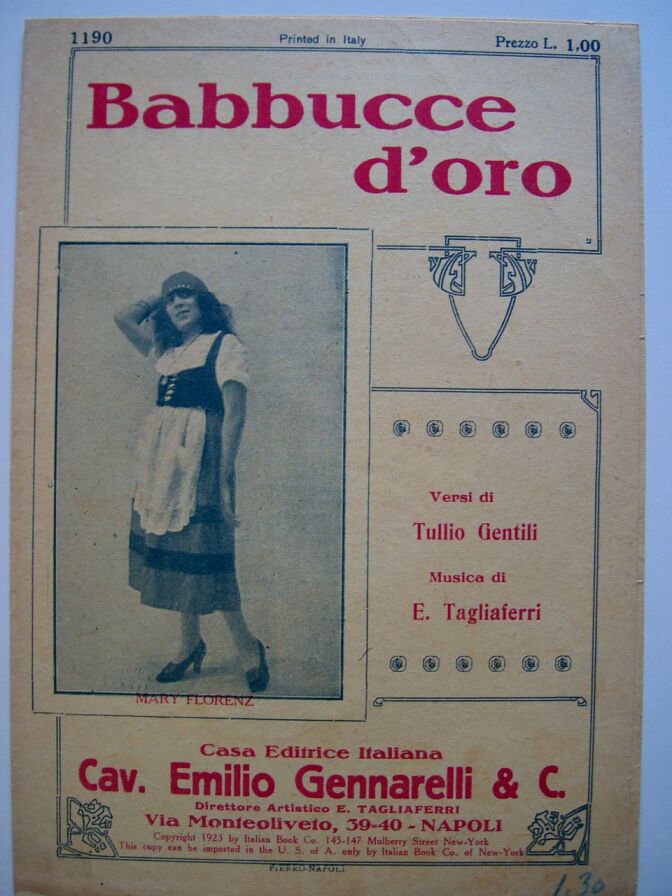 1190
Printed in Italy
Prezzo L. 1,00
Babbucce
d'oro
Versi di
Tullio Gentili
Musica di
E. Tagliaferri
MARY FLORENZ
Casa Editrice Italiana
Cav. Emilio Gennarelli & C.
Direttore Artistico E. TAGLIAFERRI
Via Monteoliveto, 39-40 - NAPOLI
Copyright 1923 by Italian Book Co. 145-147 Mulberry Street New-York
This copy can be imported in the U. S. of A. only by Italian Book Co. of New-York
PIERRO-NAPOLI
1.30